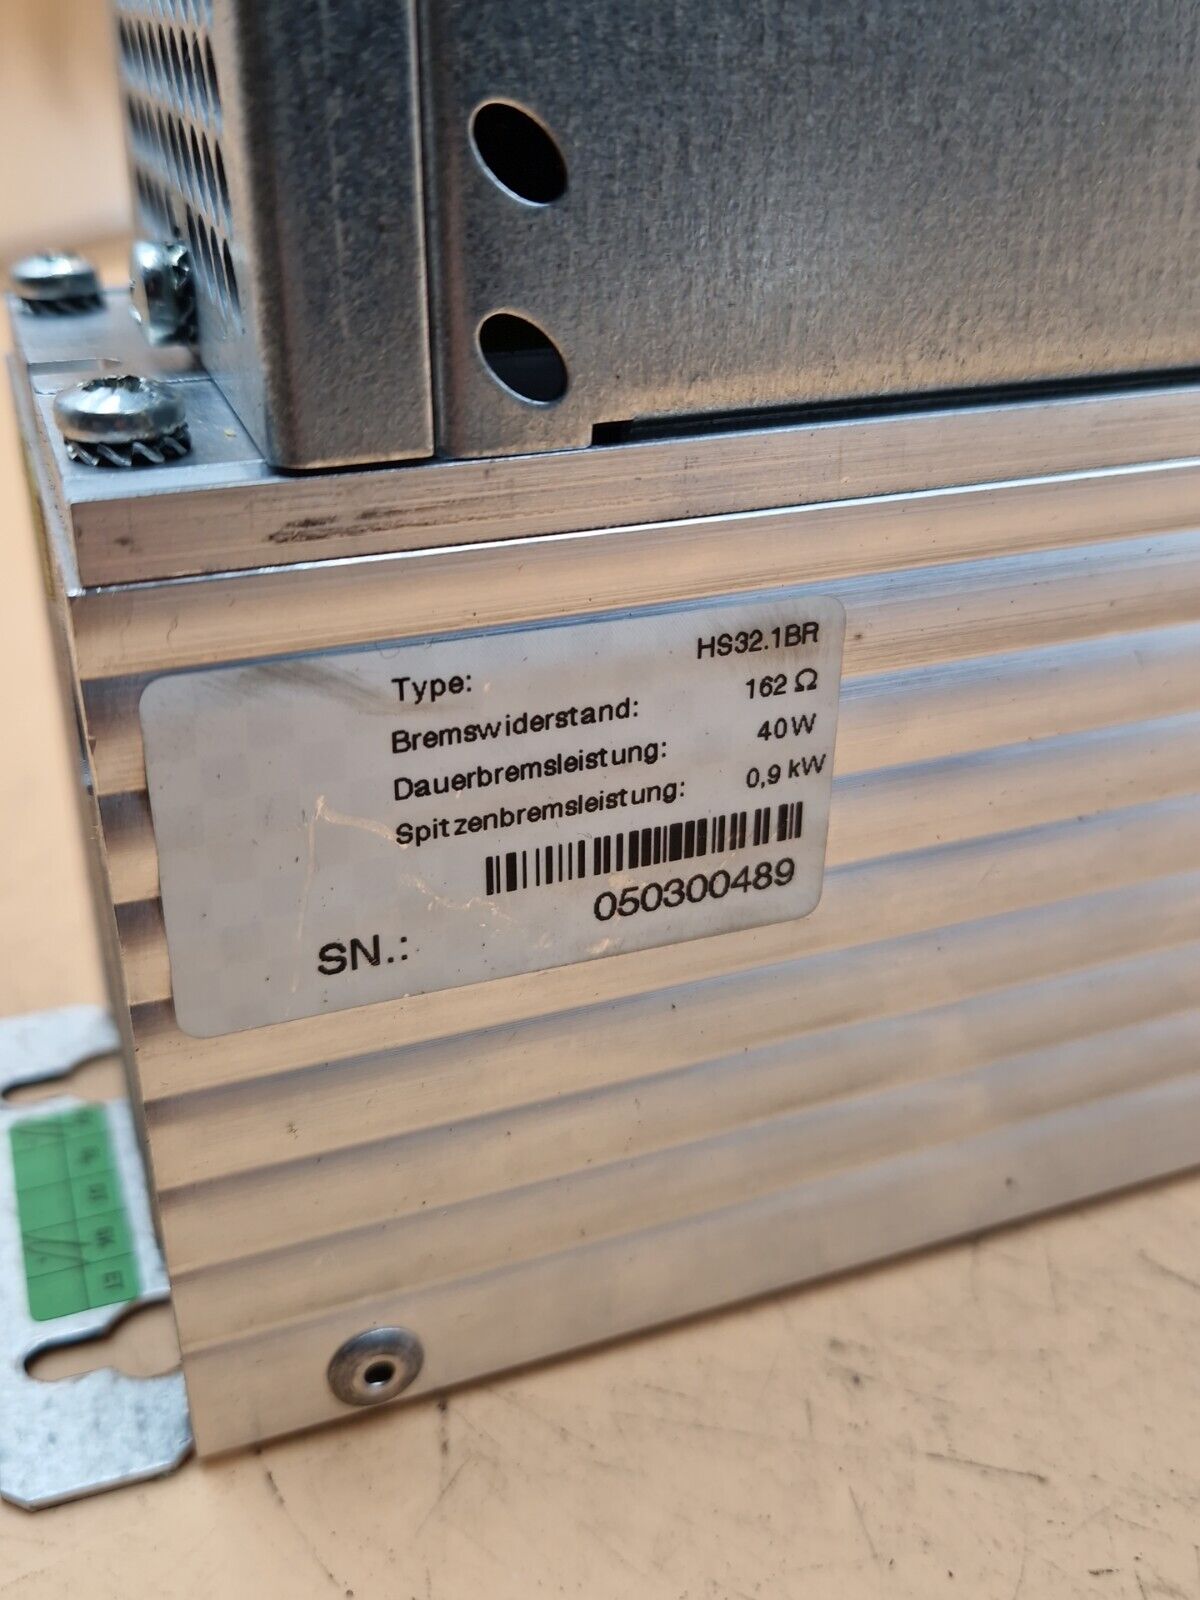 Type: HS32.1BR
Bremswiderstand: 162 Ω
Dauerbremsleistung: 40W
Spitzenbremsleistung: 0,9 kW
050300489
SN.: